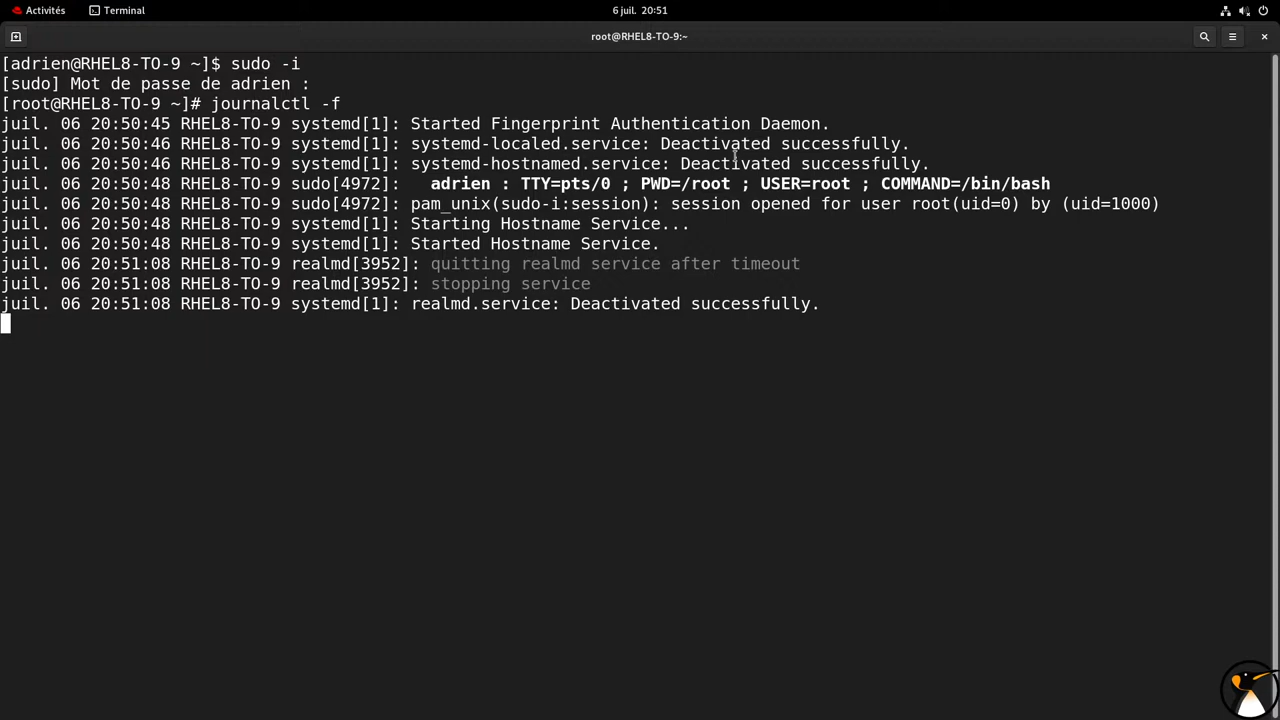 Activités
Terminal
6 juil. 20:51
root@RHEL8-TO-9:~
[adrien@RHEL8-TO-9 ~]$ sudo -i
[sudo] Mot de passe de adrien :
[root@RHEL8-TO-9 ~]# journalctl -f
juil. 06 20:50:45 RHEL8-TO-9 systemd[1]: Started Fingerprint Authentication Daemon.
juil. 06 20:50:46 RHEL8-TO-9 systemd[1]: systemd-localed.service: Deactivated successfully.
juil. 06 20:50:46 RHEL8-TO-9 systemd[1]: systemd-hostnamed.service: Deactivated successfully.
juil. 06 20:50:48 RHEL8-TO-9 sudo[4972]:   adrien : TTY=pts/0 ; PWD=/root ; USER=root ; COMMAND=/bin/bash
juil. 06 20:50:48 RHEL8-TO-9 sudo[4972]: pam_unix(sudo-i:session): session opened for user root(uid=0) by (uid=1000)
juil. 06 20:50:48 RHEL8-TO-9 systemd[1]: Starting Hostname Service...
juil. 06 20:50:48 RHEL8-TO-9 systemd[1]: Started Hostname Service.
juil. 06 20:51:08 RHEL8-TO-9 realmd[3952]: quitting realmd service after timeout
juil. 06 20:51:08 RHEL8-TO-9 realmd[3952]: stopping service
juil. 06 20:51:08 RHEL8-TO-9 systemd[1]: realmd.service: Deactivated successfully.